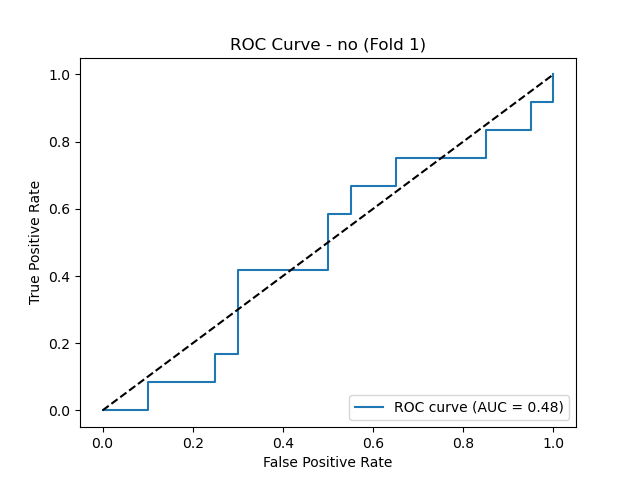 ROC Curve - no (Fold 1)
1.0
0.8
0.6
0.4
0.2
0.0
True Positive Rate
ROC curve (AUC = 0.48)
0.0 0.2 0.4 0.6 0.8 1.0
False Positive Rate